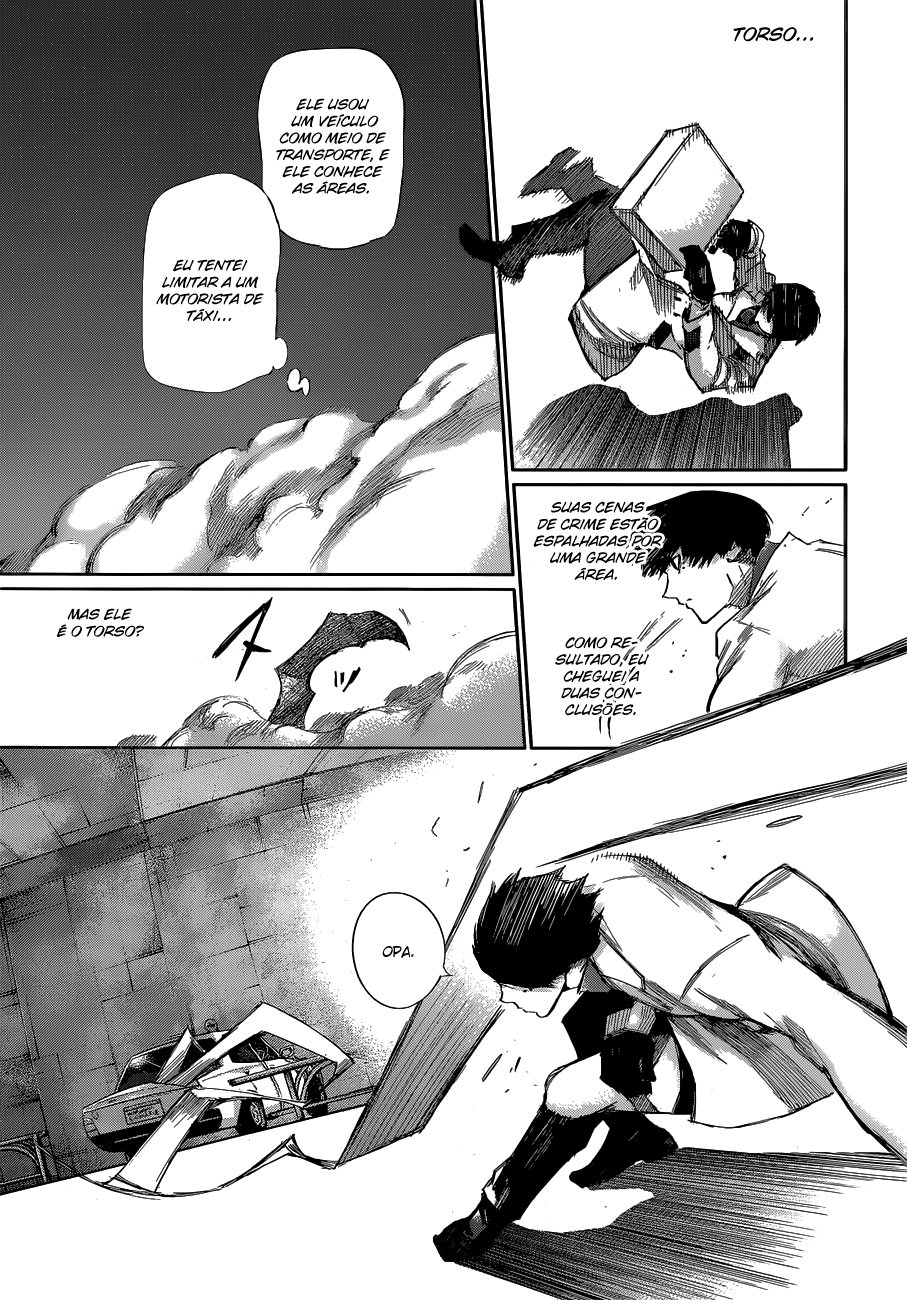 TORSO...
SUAS CENAS
DE CRIME ESTÃO
ESPALHADAS POR
UMA GRANDE
ÁREA.
COMO RE-
SULTADO, EU
CHEGUEI A
DUAS CON-
CLUSÕES.
ELE USOU
UM VEÍCULO
COMO MEIO DE
TRANSPORTE, E
ELE CONHECE
AS ÁREAS.
EU TENTEI
LIMITAR A UM
MOTORISTA DE
TÁXI...
MAS ELE
É O TORSO?
OPA.